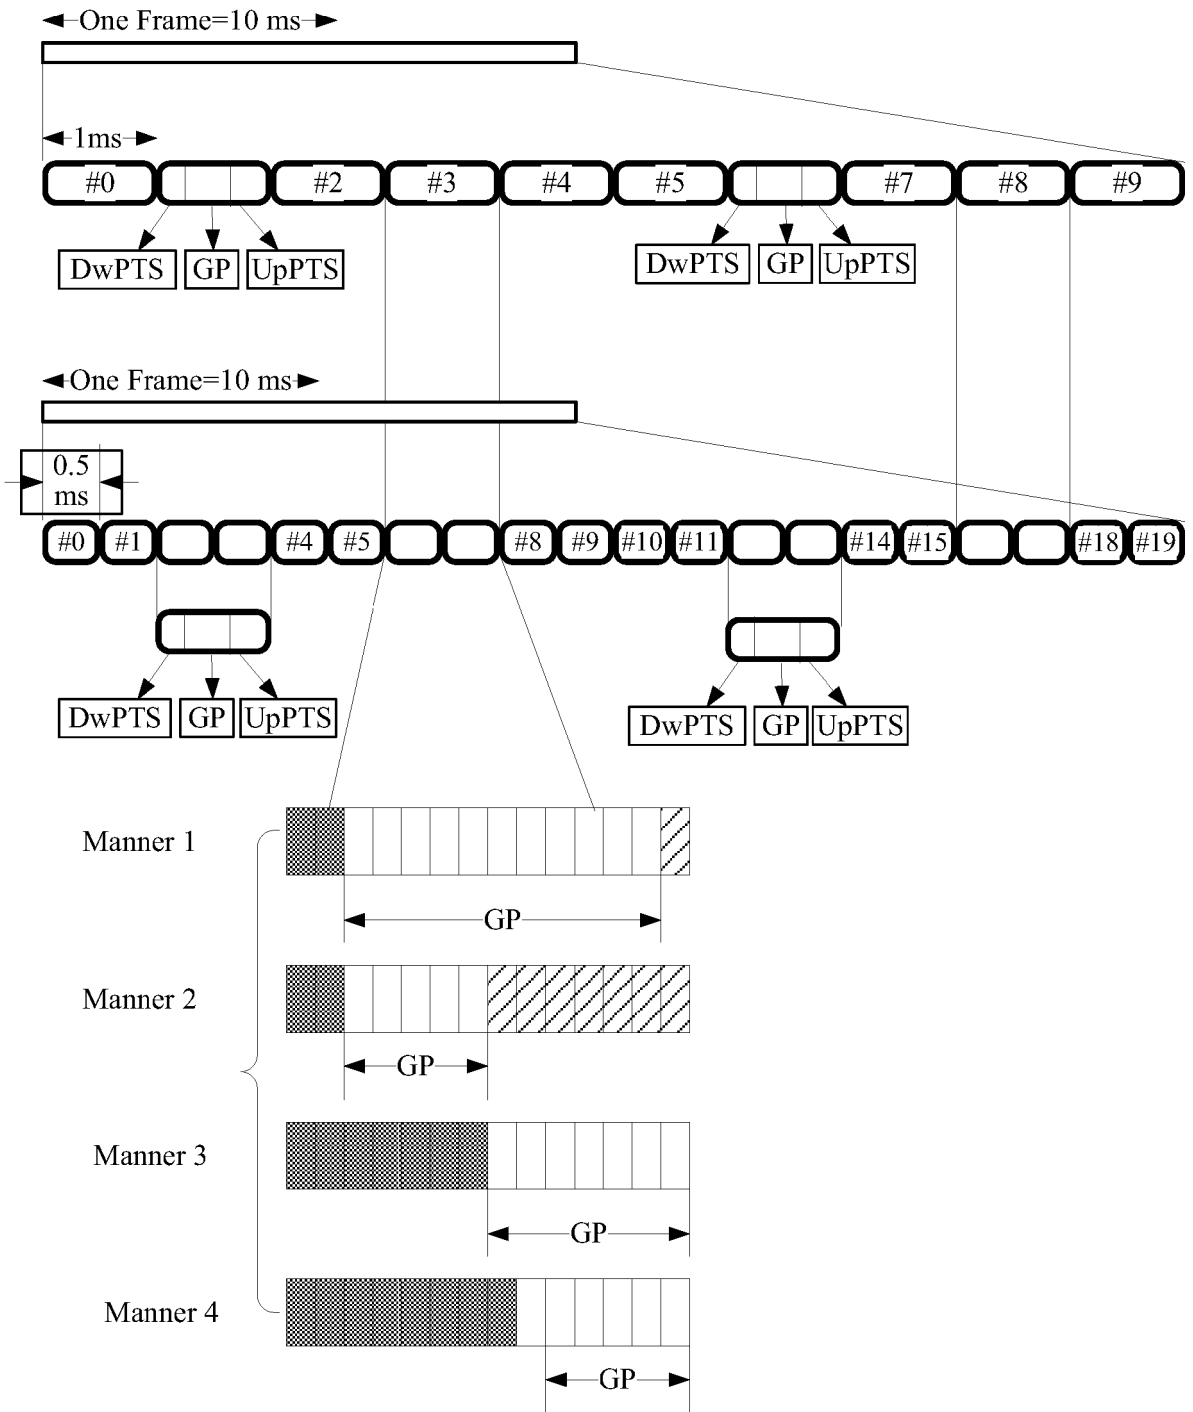 One Frame=10 ms
1ms
#0 #2 #3 #4 #5 #7 #8 #9
DwPTS GP UpPTS DwPTS GP UpPTS
One Frame=10 ms
0.5
ms
#0 #1 #4 #5 #8 #9 #10 #11 #14 #15 #18 #19
DwPTS GP UpPTS DwPTS GP UpPTS
Manner 1
GP
Manner 2
GP
Manner 3
GP
Manner 4
GP